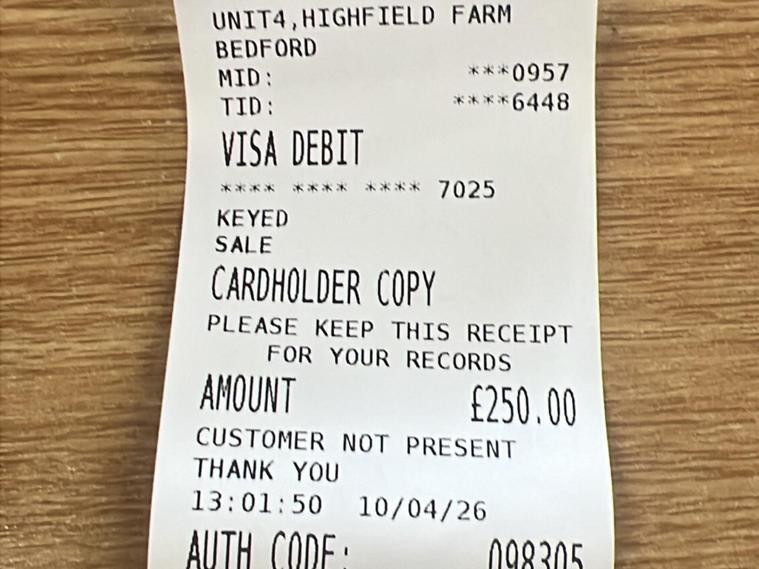 UNIT4,HIGHFIELD FARM
BEDFORD
MID: ***0957
TID: ****6448
VISA DEBIT
**** **** **** 7025
KEYED
SALE
CARDHOLDER COPY
PLEASE KEEP THIS RECEIPT
FOR YOUR RECORDS
AMOUNT £250.00
CUSTOMER NOT PRESENT
THANK YOU
13:01:50 10/04/26
AUTH CODE: 098305